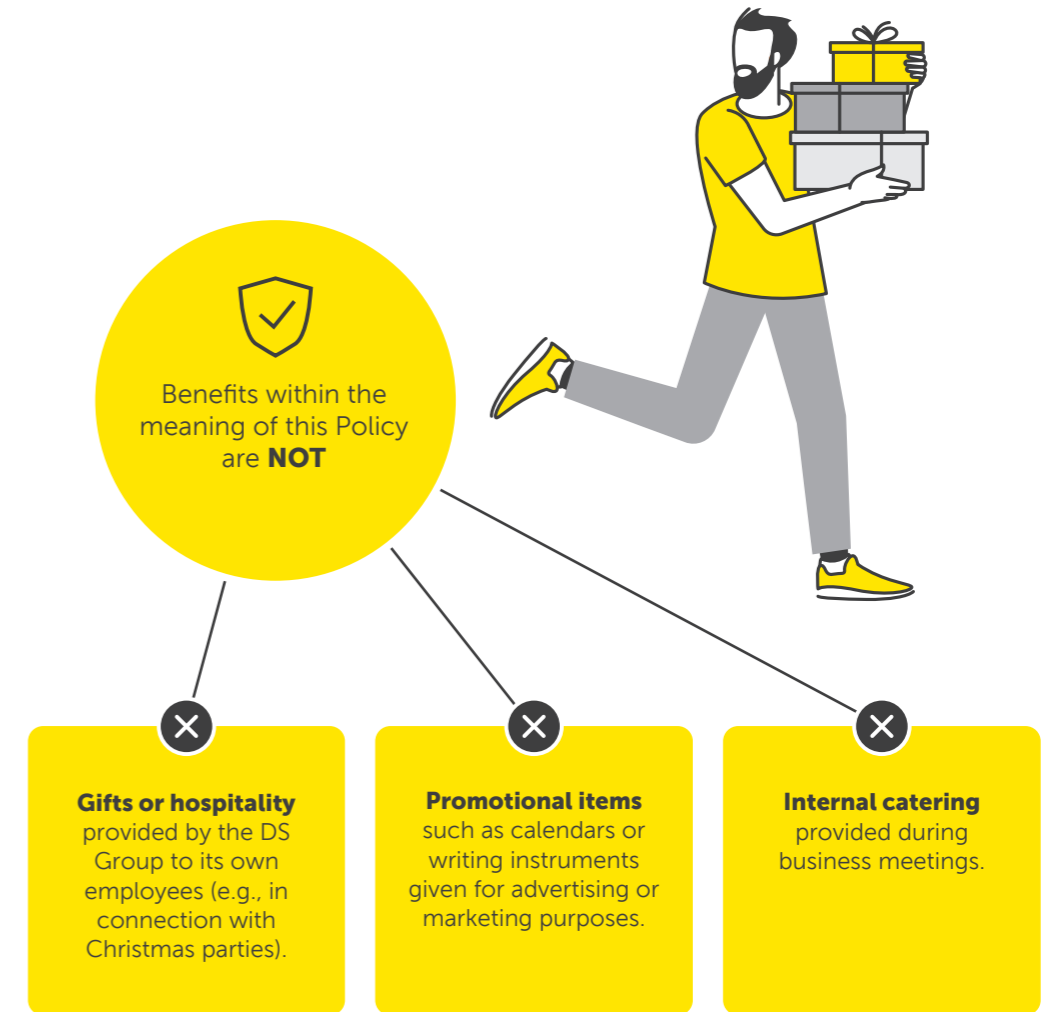 Benefits within the
meaning of this Policy
are NOT
Gifts or hospitality
provided by the DS
Group to its own
employees (e.g., in
connection with
Christmas parties).
Promotional items
such as calendars or
writing instruments
given for advertising or
marketing purposes.
Internal catering
provided during
business meetings.